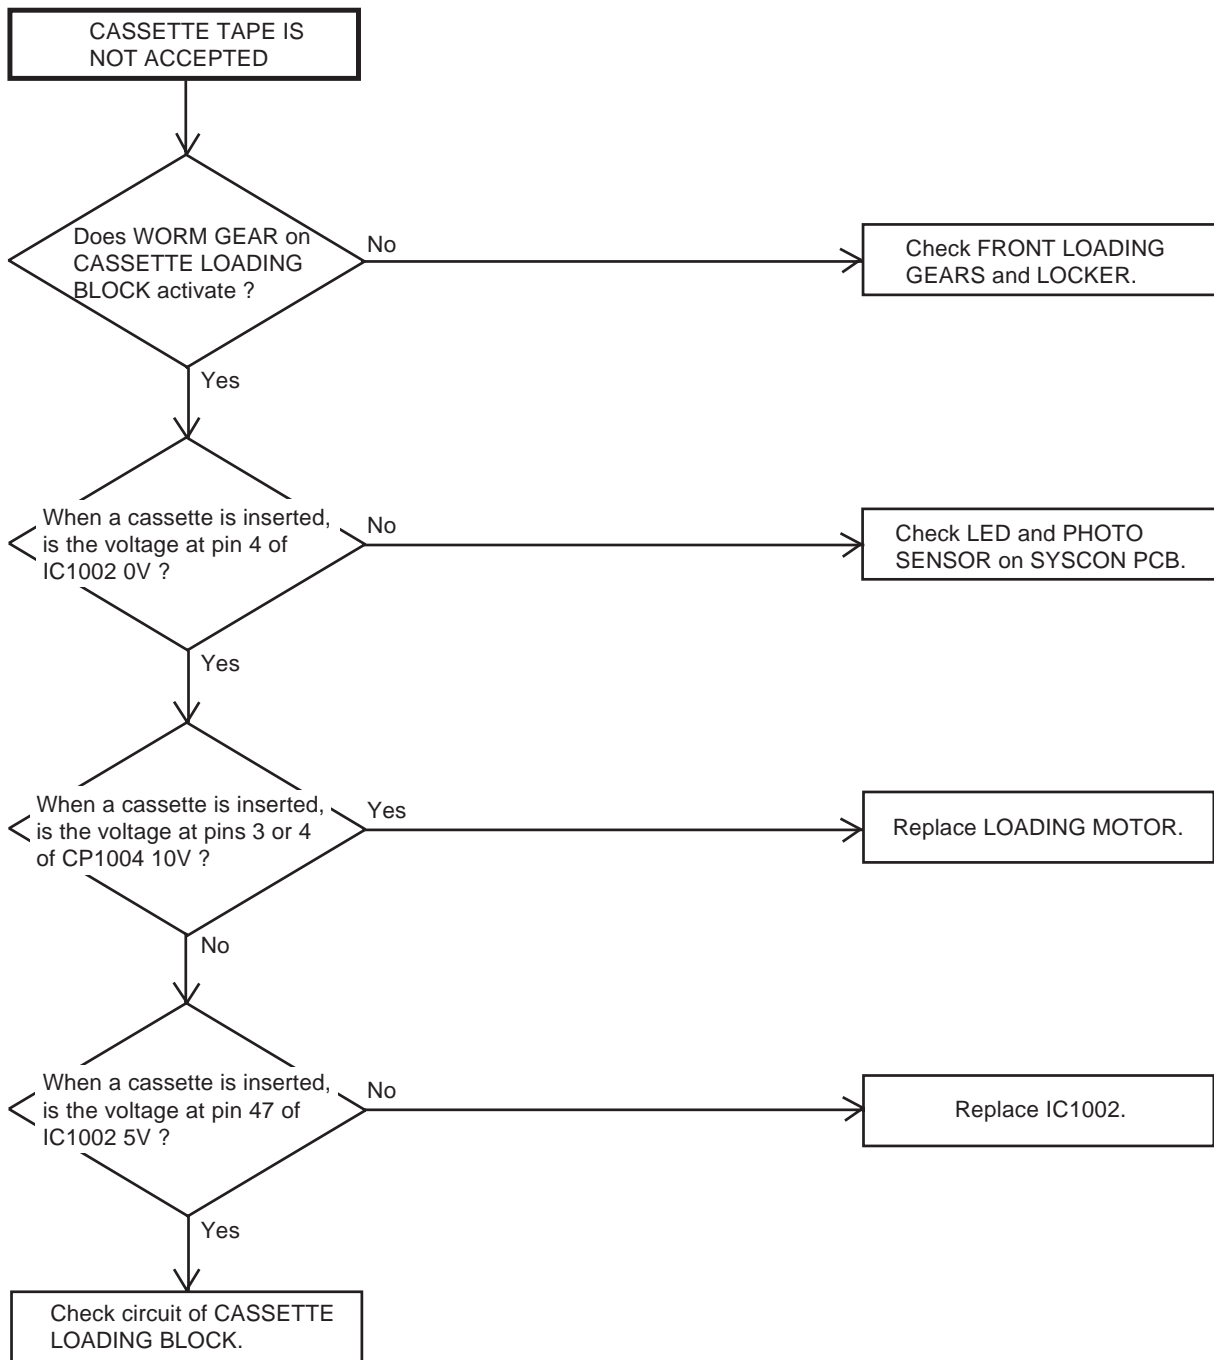 CASSETTE TAPE IS
NOT ACCEPTED
Does WORM GEAR on
CASSETTE LOADING
BLOCK activate ?
No
Check FRONT LOADING
GEARS and LOCKER.
Yes
When a cassette is inserted,
is the voltage at pin 4 of
IC1002 0V ?
No
Check LED and PHOTO
SENSOR on SYSCON PCB.
Yes
When a cassette is inserted,
is the voltage at pins 3 or 4
of CP1004 10V ?
Yes
Replace LOADING MOTOR.
No
When a cassette is inserted,
is the voltage at pin 47 of
IC1002 5V ?
No
Replace IC1002.
Yes
Check circuit of CASSETTE
LOADING BLOCK.